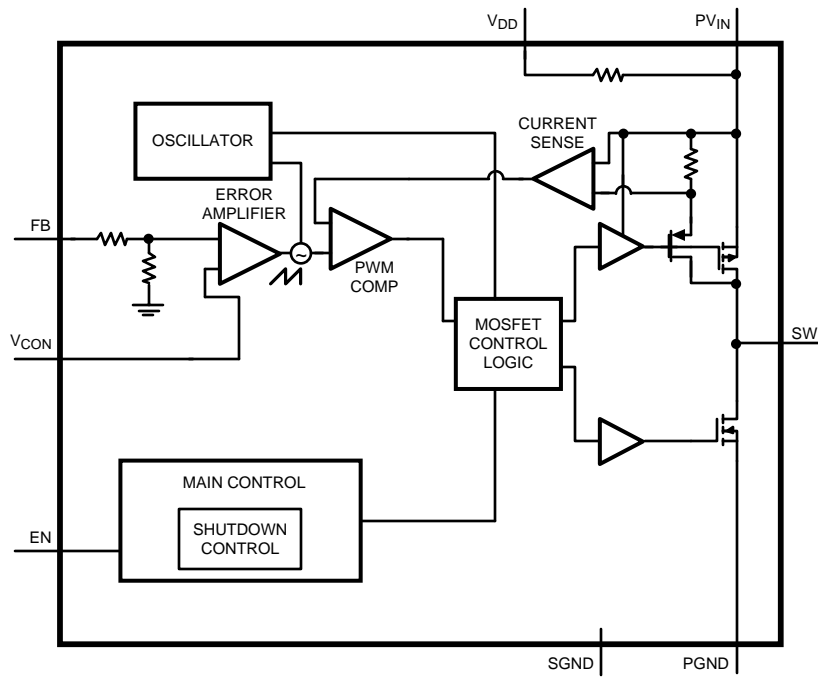 VDD
PVIN
OSCILLATOR
CURRENT
SENSE
ERROR
AMPLIFIER
FB
PWM
COMP
MOSFET
CONTROL
LOGIC
VCON
SW
MAIN CONTROL
SHUTDOWN
CONTROL
EN
SGND
PGND